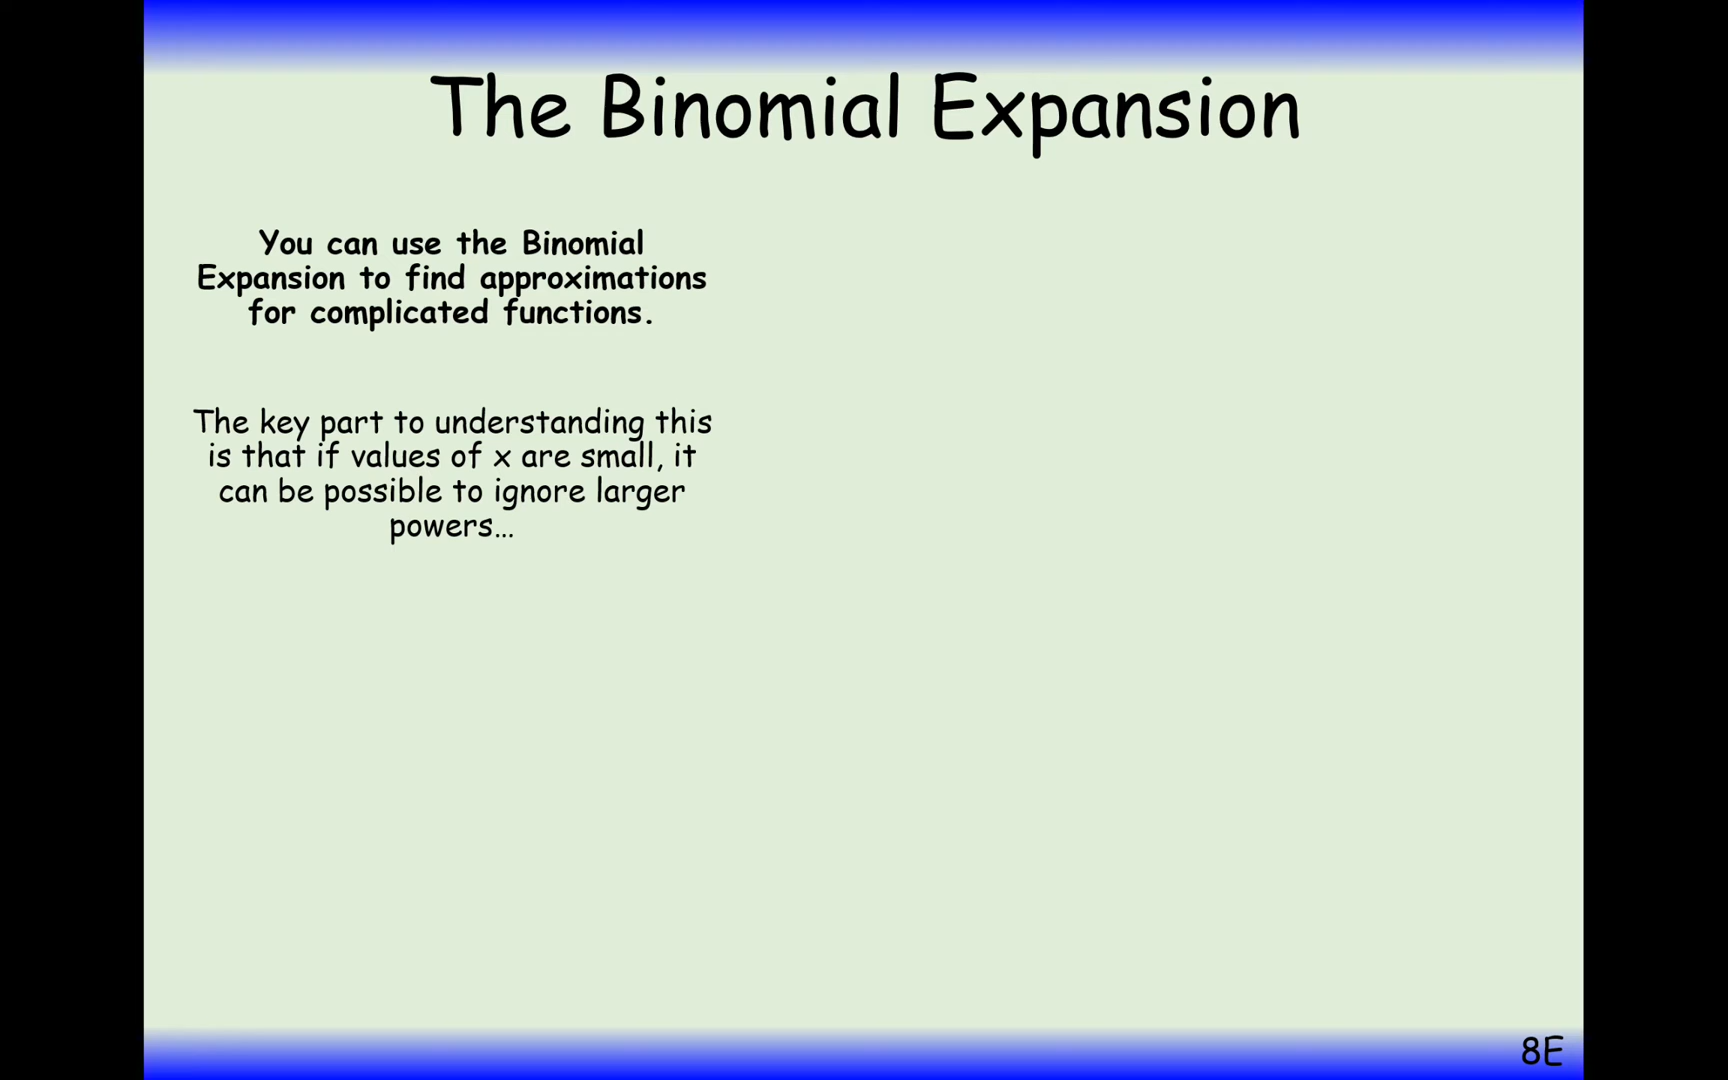 The Binomial Expansion
You can use the Binomial
Expansion to find approximations
for complicated functions.
The key part to understanding this
is that if values of x are small, it
can be possible to ignore larger
powers…
8E